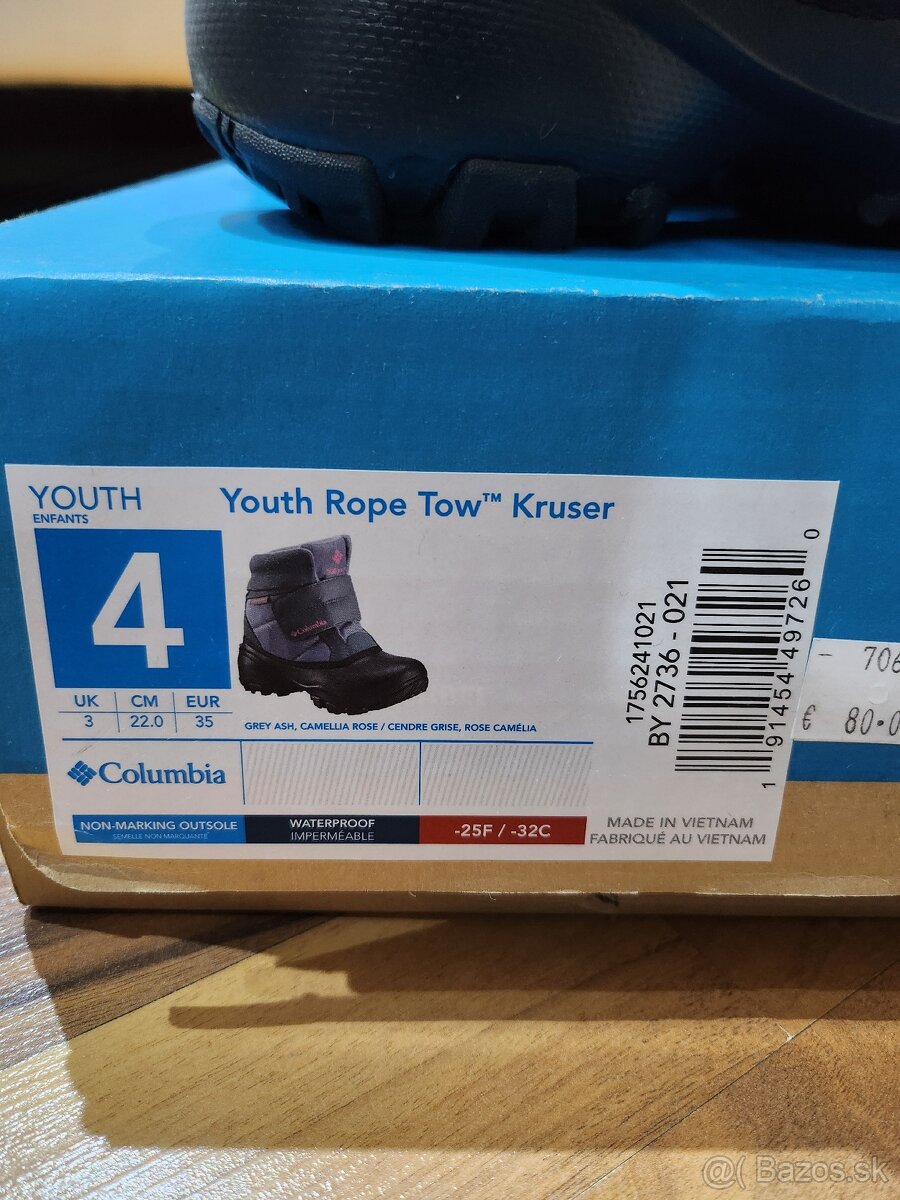 YOUTH
ENFANTS
Youth Rope Tow™ Kruser
4
UK CM EUR
3 22.0 35
GREY ASH, CAMELLIA ROSE / CENDRE GRISE, ROSE CAMÉLIA
Columbia
NON-MARKING OUTSOLE
SEMELLE NON MARQUANTE
WATERPROOF
IMPERMÉABLE
-25F / -32C
MADE IN VIETNAM
FABRIQUÉ AU VIETNAM
1756241021
BY 2736 - 021
1 91454 49726 0
- 706
€ 80.0
Columbia
@( Bazos.sk